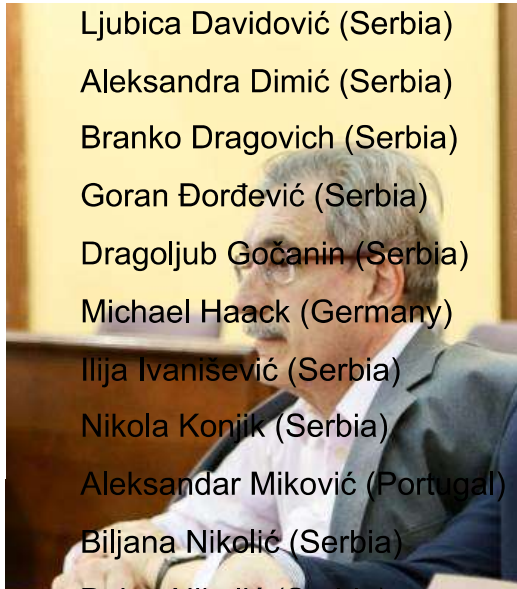 Ljubica Davidović (Serbia)
Aleksandra Dimić (Serbia)
Branko Dragovich (Serbia)
Goran Đorđević (Serbia)
Dragoljub Gočanin (Serbia)
Michael Haack (Germany)
Ilija Ivanišević (Serbia)
Nikola Konjik (Serbia)
Aleksandar Miković (Portugal)
Biljana Nikolić (Serbia)